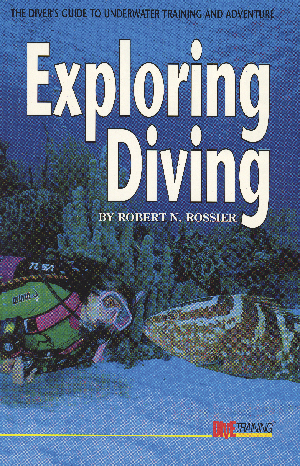 THE DIVER'S GUIDE TO UNDERWATER TRAINING AND ADVENTURE
Exploring
Diving
BY ROBERT N. ROSSIER
DIVE TRAINING